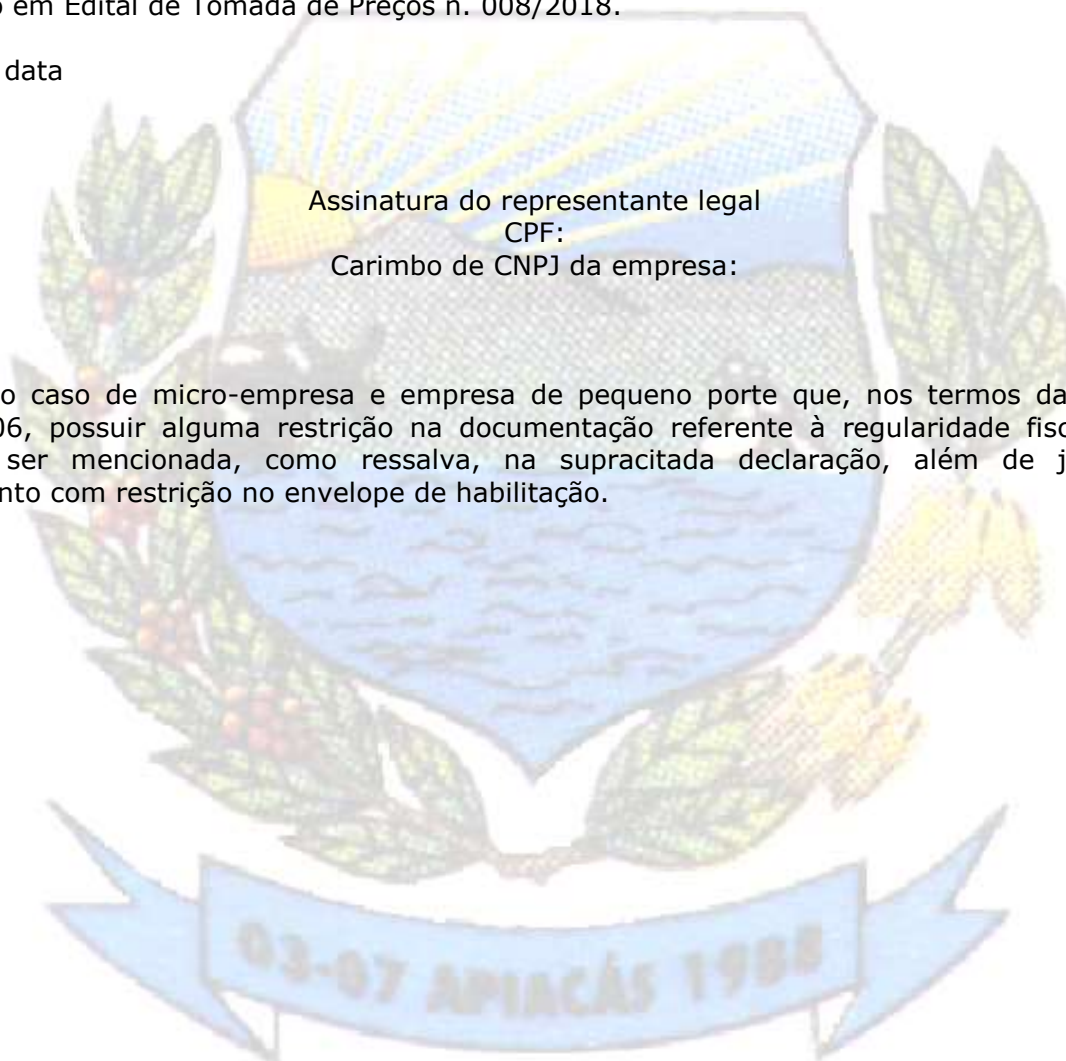 em Edital de Tomada de Preços n. 008/2018.
data
Assinatura do representante legal
CPF:
Carimbo de CNPJ da empresa:
o caso de micro-empresa e empresa de pequeno porte que, nos termos da
06, possuir alguma restrição na documentação referente à regularidade
ser mencionada, como ressalva, na supracitada declaração, além de
com restrição no envelope de habilitação.
03-07 APIACÁS 1988